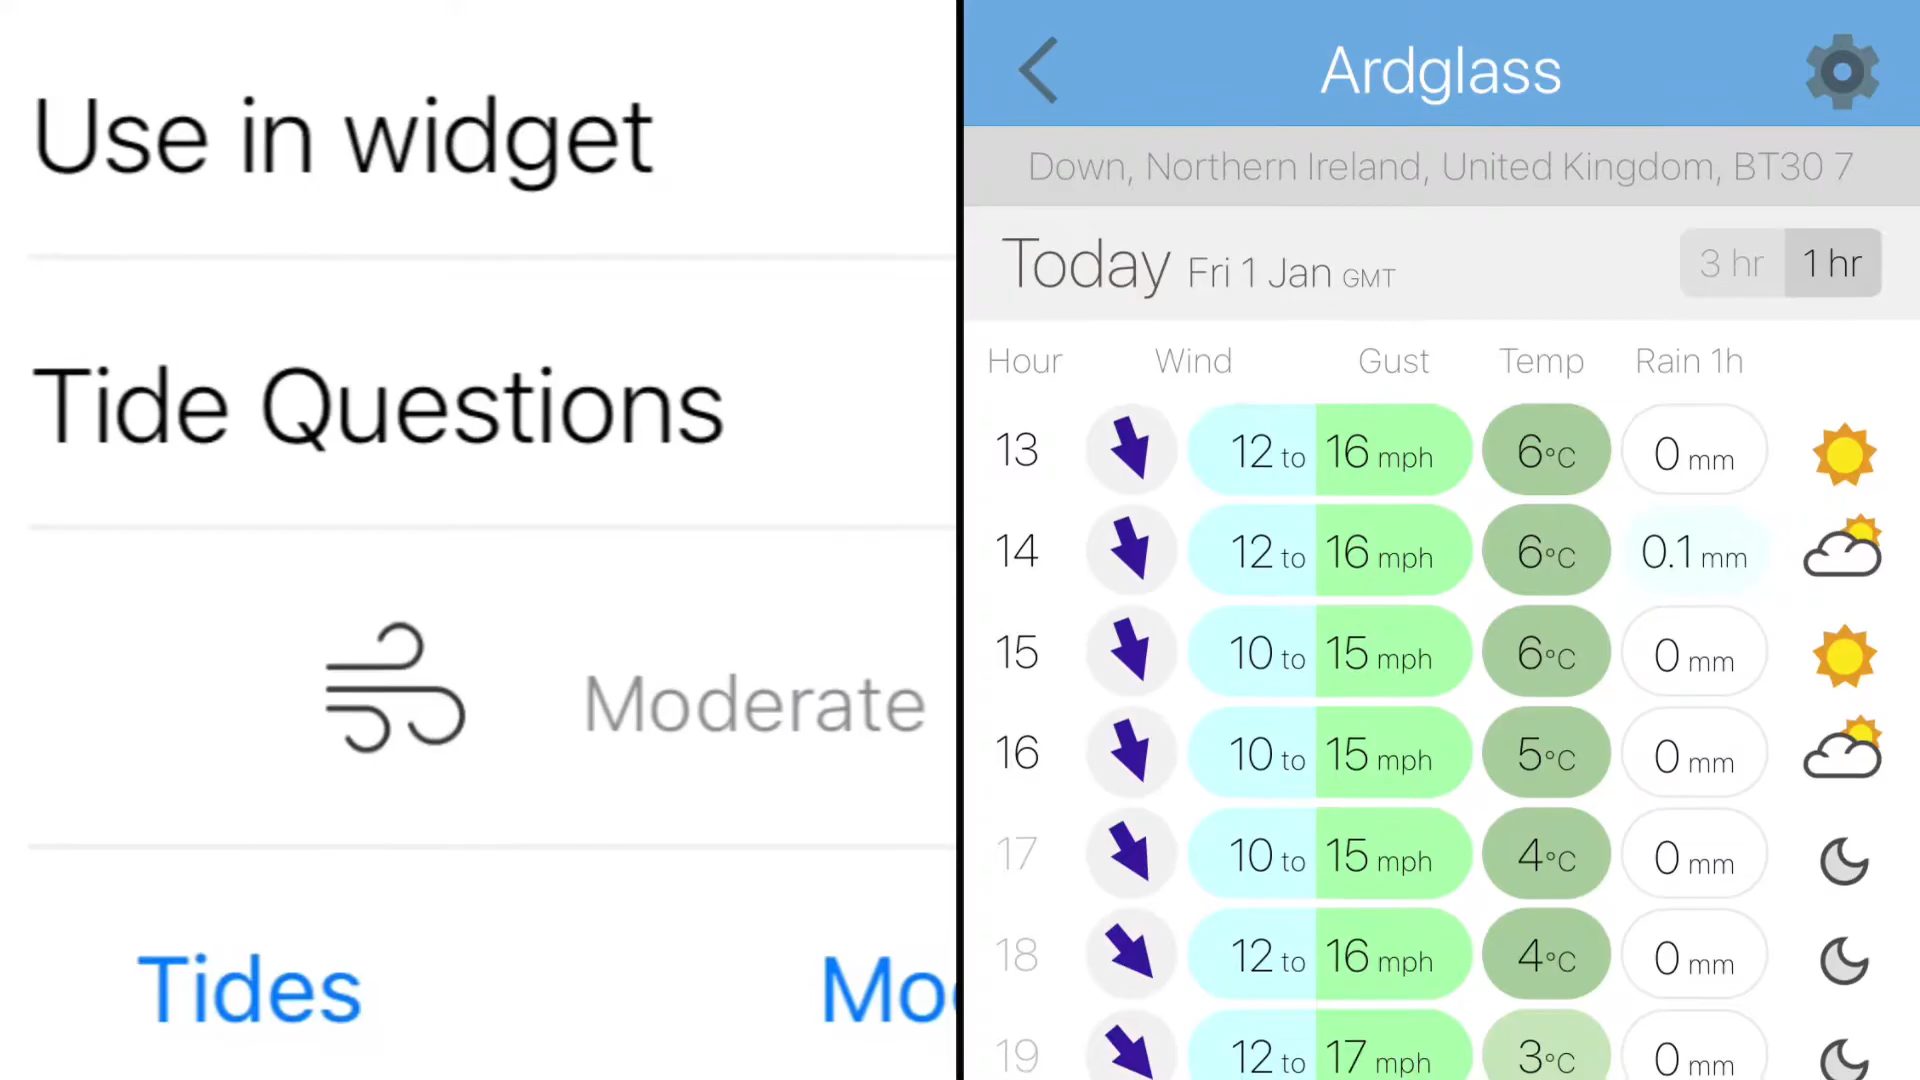 Use in widget
Tide Questions
Moderate
Tides
Ardglass
Down, Northern Ireland, United Kingdom, BT30 7
Today Fri 1 Jan GMT 3 hr 1 hr
Hour Wind Gust Temp Rain 1h
13 12 to 16 mph 6°C 0 mm
14 12 to 16 mph 6°C 0.1 mm
15 10 to 15 mph 6°C 0 mm
16 10 to 15 mph 5°C 0 mm
17 10 to 15 mph 4°C 0 mm
18 12 to 16 mph 4°C 0 mm
19 12 to 17 mph 3°C 0 mm